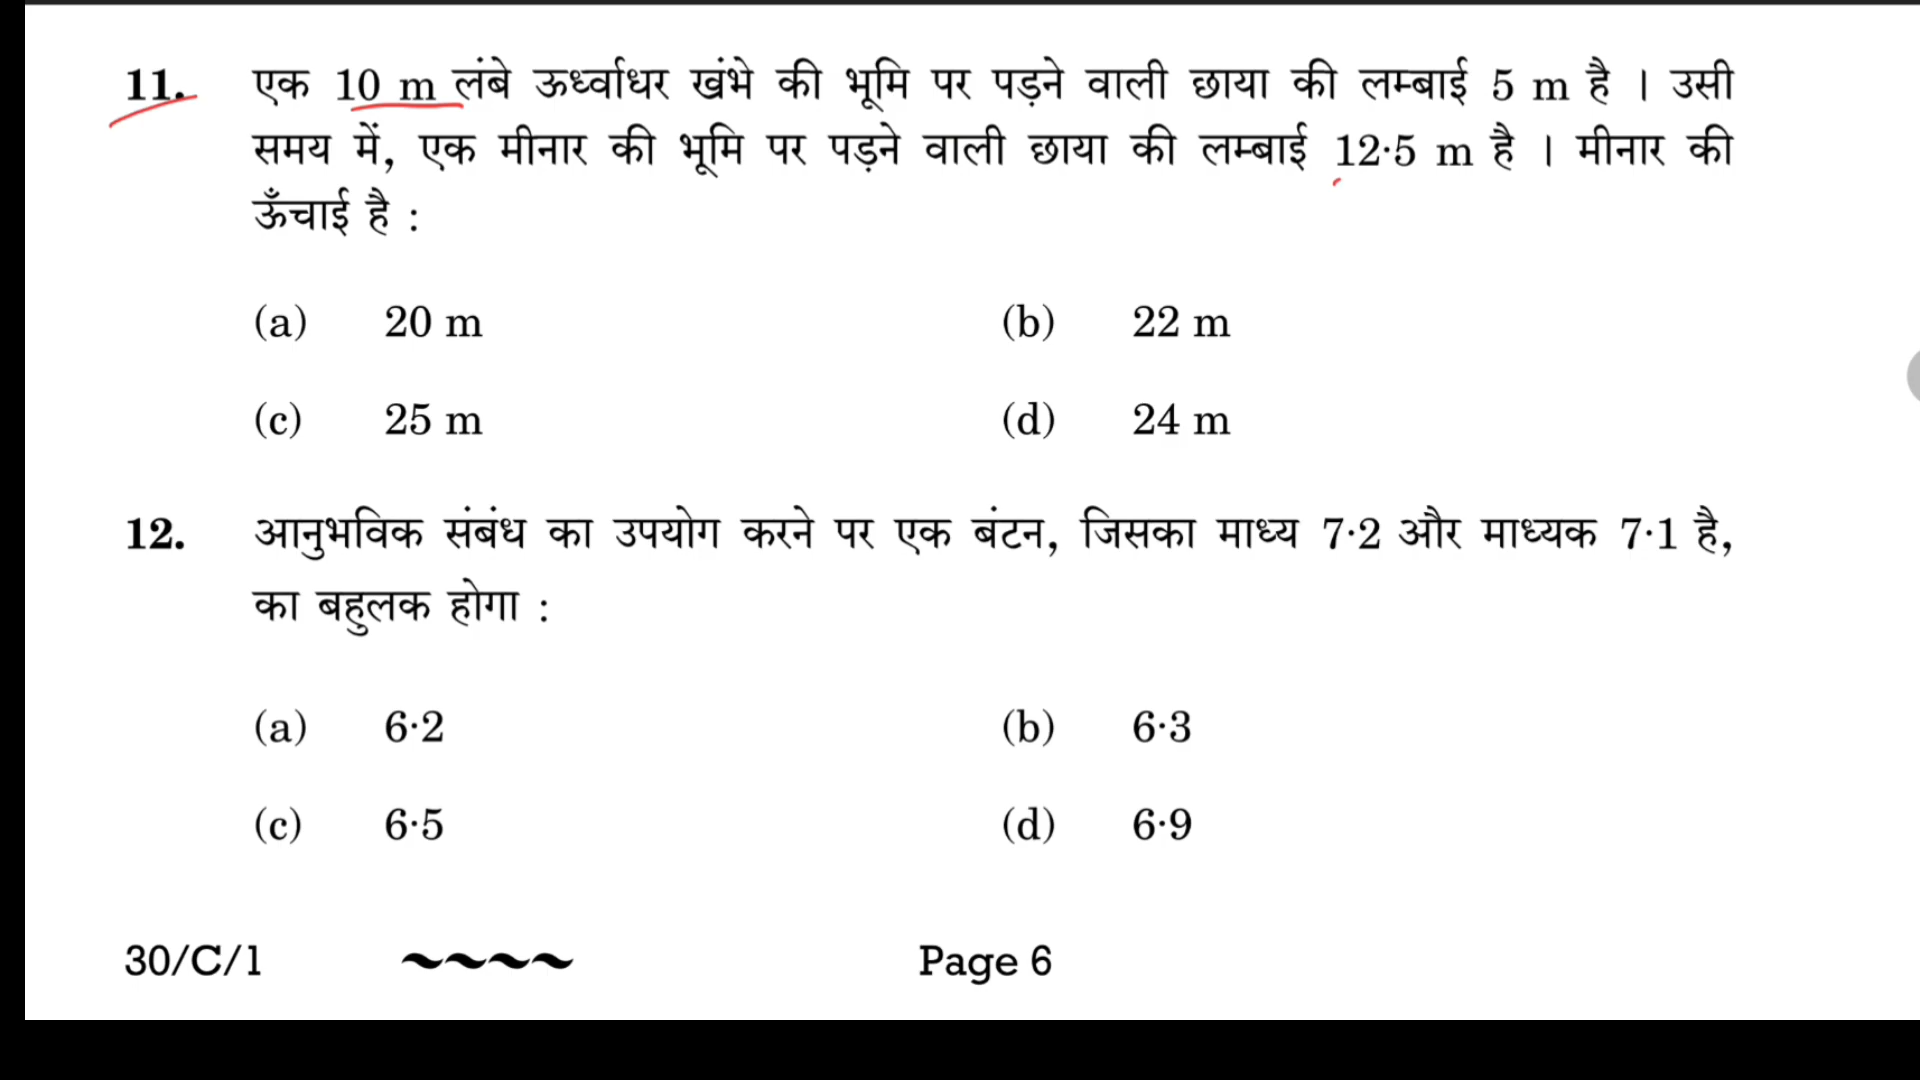 11. एक 10 m लंबे ऊर्ध्वाधर खंभे की भूमि पर पड़ने वाली छाया की लम्बाई 5 m है । उसी
समय में, एक मीनार की भूमि पर पड़ने वाली छाया की लम्बाई 12·5 m है । मीनार की
ऊँचाई है :
(a) 20 m (b) 22 m
(c) 25 m (d) 24 m
12. आनुभविक संबंध का उपयोग करने पर एक बंटन, जिसका माध्य 7·2 और माध्यक 7·1 है,
का बहुलक होगा :
(a) 6·2 (b) 6·3
(c) 6·5 (d) 6·9
30/C/1 ~~~~ Page 6